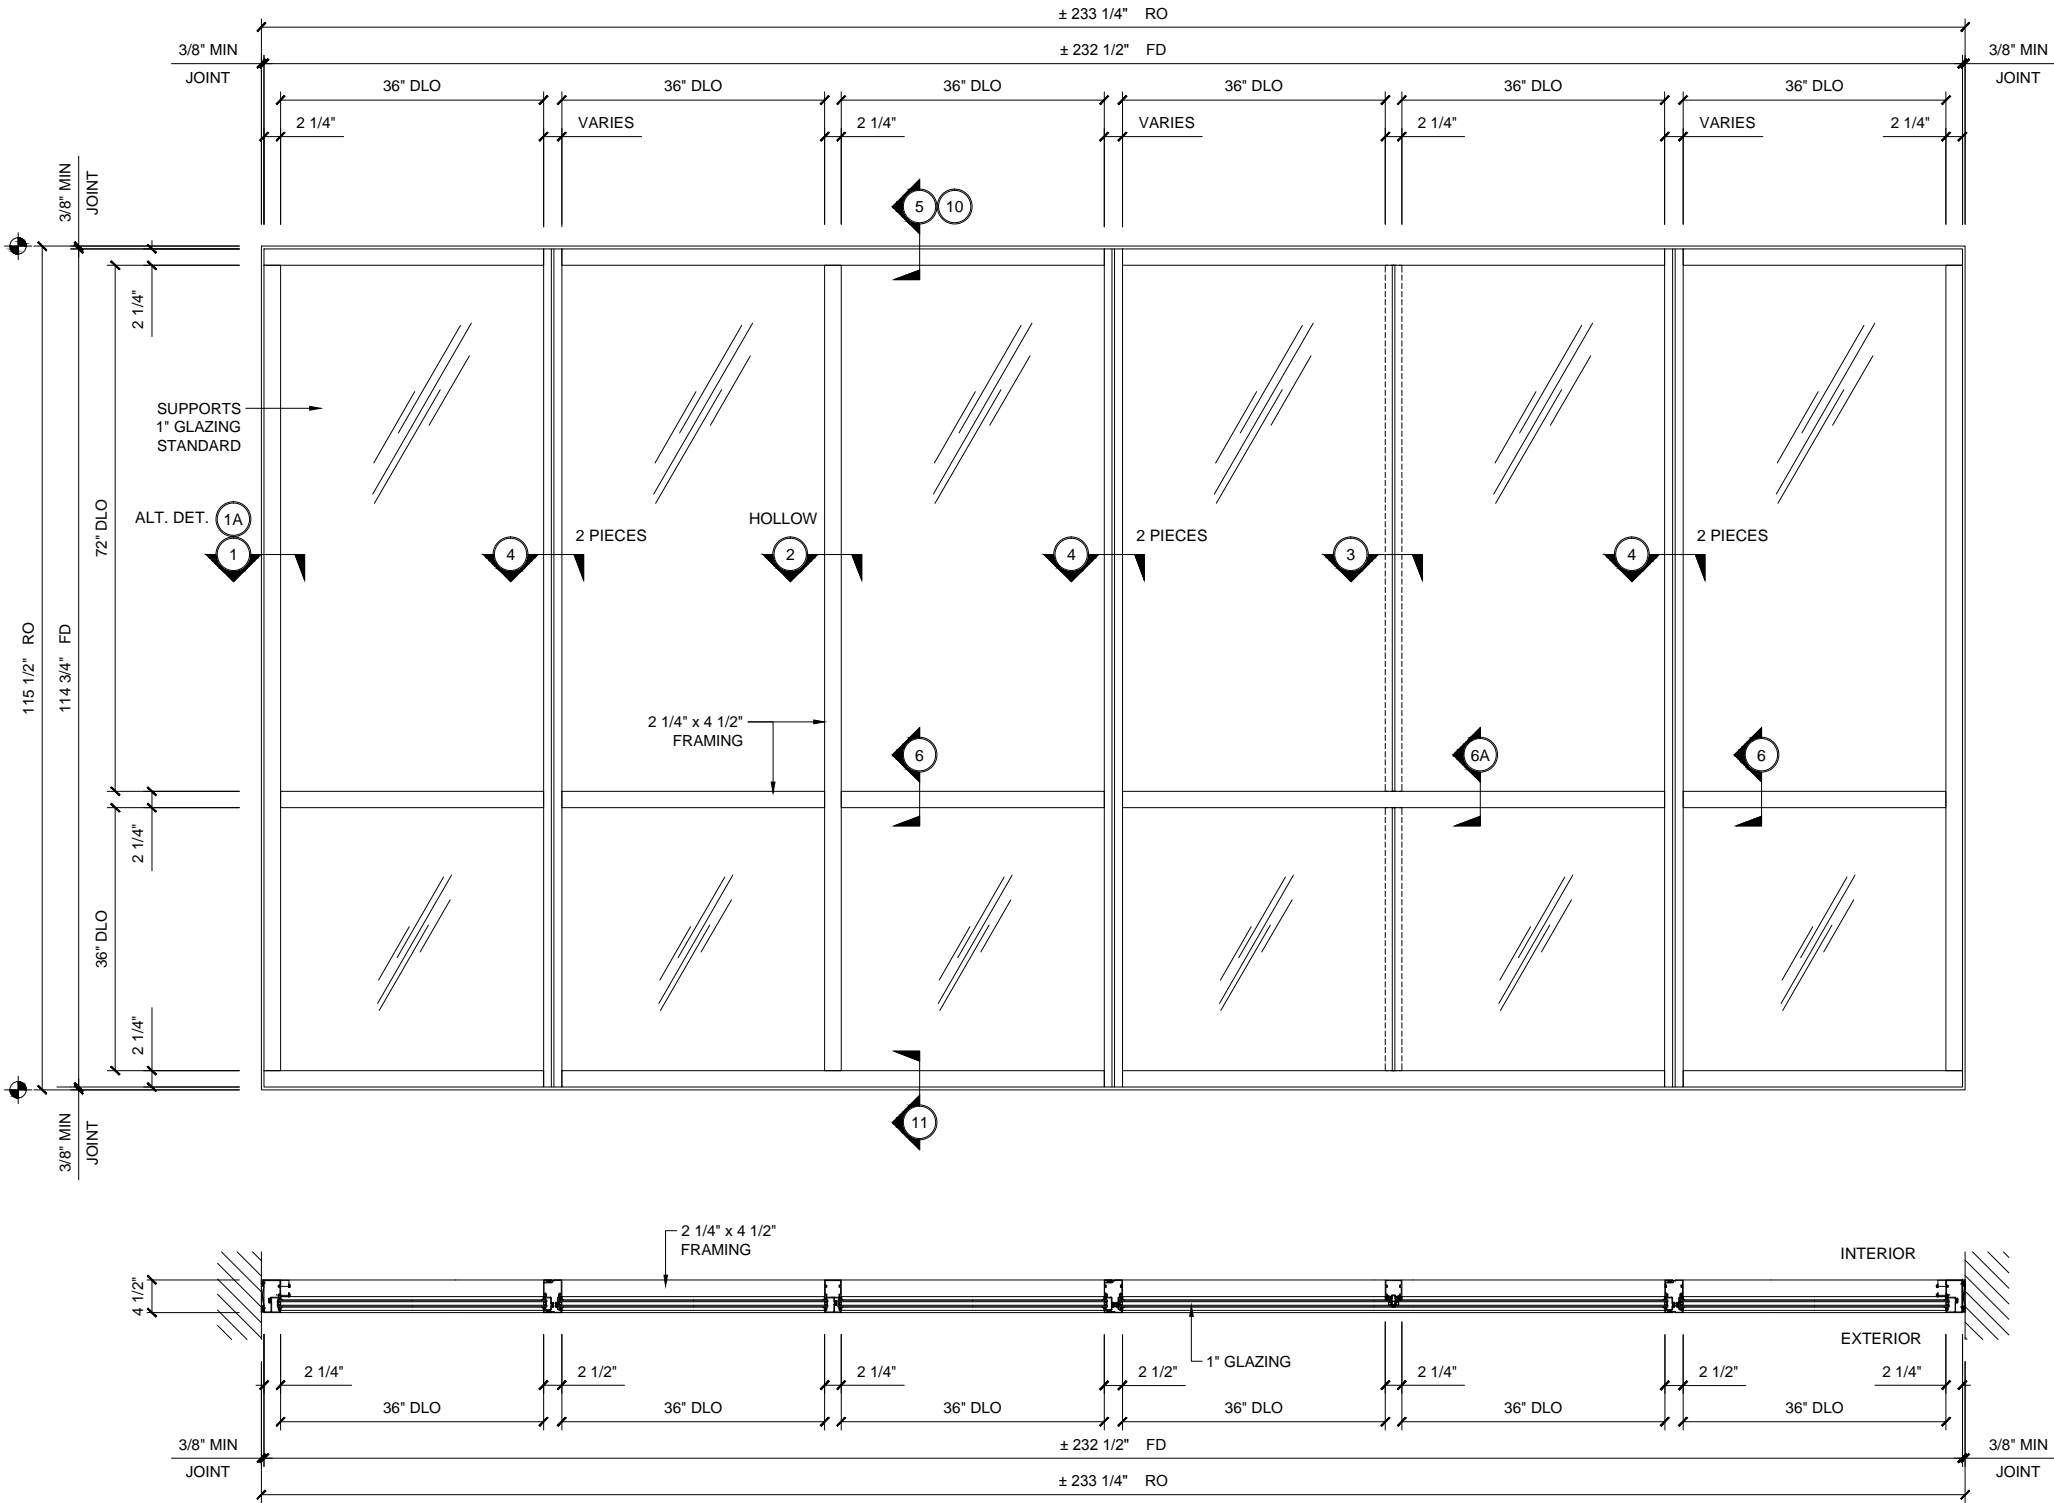 ± 233 1/4" RO
3/8" MIN
JOINT
± 232 1/2" FD
3/8" MIN
JOINT
36" DLO
36" DLO
36" DLO
36" DLO
36" DLO
36" DLO
2 1/4"
VARIES
2 1/4"
VARIES
2 1/4"
VARIES
2 1/4"
3/8" MIN
JOINT
5
10
2 1/4"
SUPPORTS
1" GLAZING
STANDARD
72" DLO
ALT. DET.
1A
1
4
2 PIECES
HOLLOW
2
4
2 PIECES
3
4
2 PIECES
115 1/2" RO
114 3/4" FD
2 1/4" x 4 1/2"
FRAMING
6
6A
6
2 1/4"
36" DLO
2 1/4"
3/8" MIN
JOINT
11
2 1/4" x 4 1/2"
FRAMING
INTERIOR
4 1/2"
EXTERIOR
1" GLAZING
2 1/4"
2 1/2"
2 1/4"
2 1/2"
2 1/4"
2 1/2"
2 1/4"
36" DLO
36" DLO
36" DLO
36" DLO
36" DLO
36" DLO
3/8" MIN
JOINT
± 232 1/2" FD
3/8" MIN
JOINT
± 233 1/4" RO